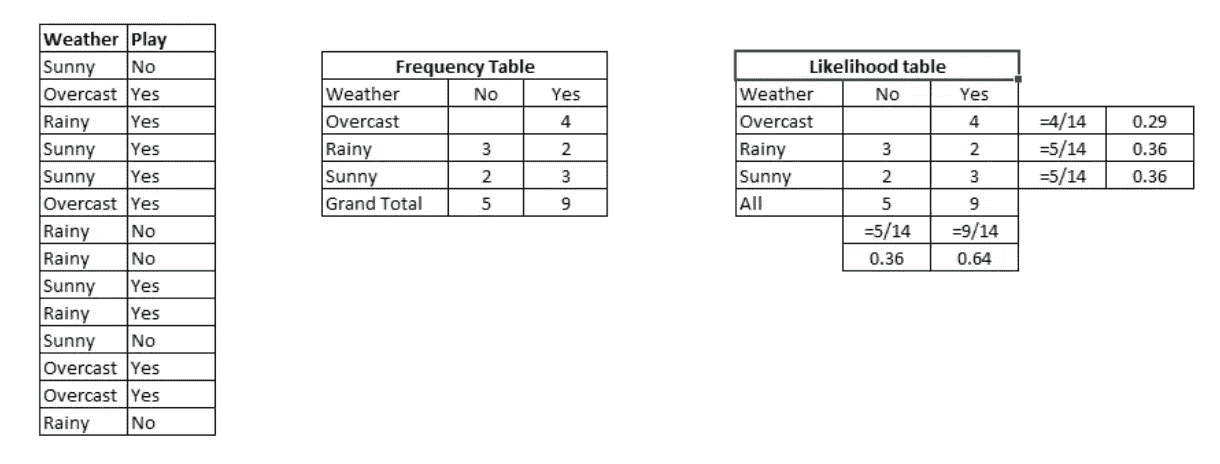 Weather Play
Sunny No
Overcast Yes
Rainy Yes
Sunny Yes
Sunny Yes
Overcast Yes
Rainy No
Rainy No
Sunny Yes
Rainy Yes
Sunny No
Overcast Yes
Overcast Yes
Rainy No
Frequency Table
Weather No Yes
Overcast 4
Rainy 3 2
Sunny 2 3
Grand Total 5 9
Likelihood table
Weather No Yes
Overcast 4 =4/14 0.29
Rainy 3 2 =5/14 0.36
Sunny 2 3 =5/14 0.36
All 5 9
=5/14 =9/14
0.36 0.64